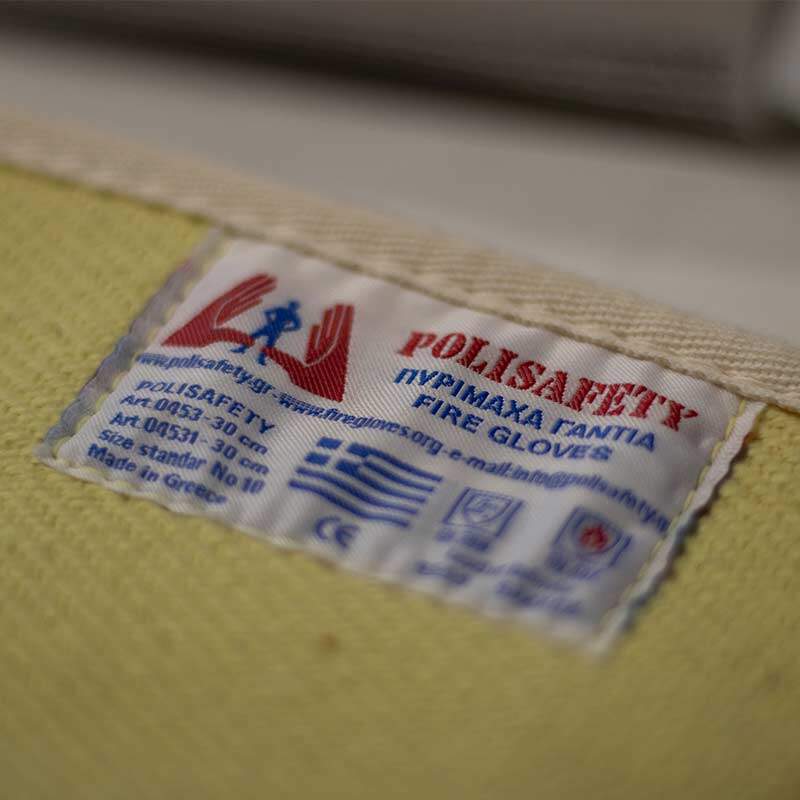 POLISAFETY
ΠΥΡΙΜΑΧΑ ΓΑΝΤΙΑ
FIRE GLOVES
www.polisafety.gr-www.firegloves.org-e-mail:info@polisafety.gr
POLISAFETY
Art.0453-30 cm
Art.04531-30 cm
size standar No 10
Made in Greece
CE